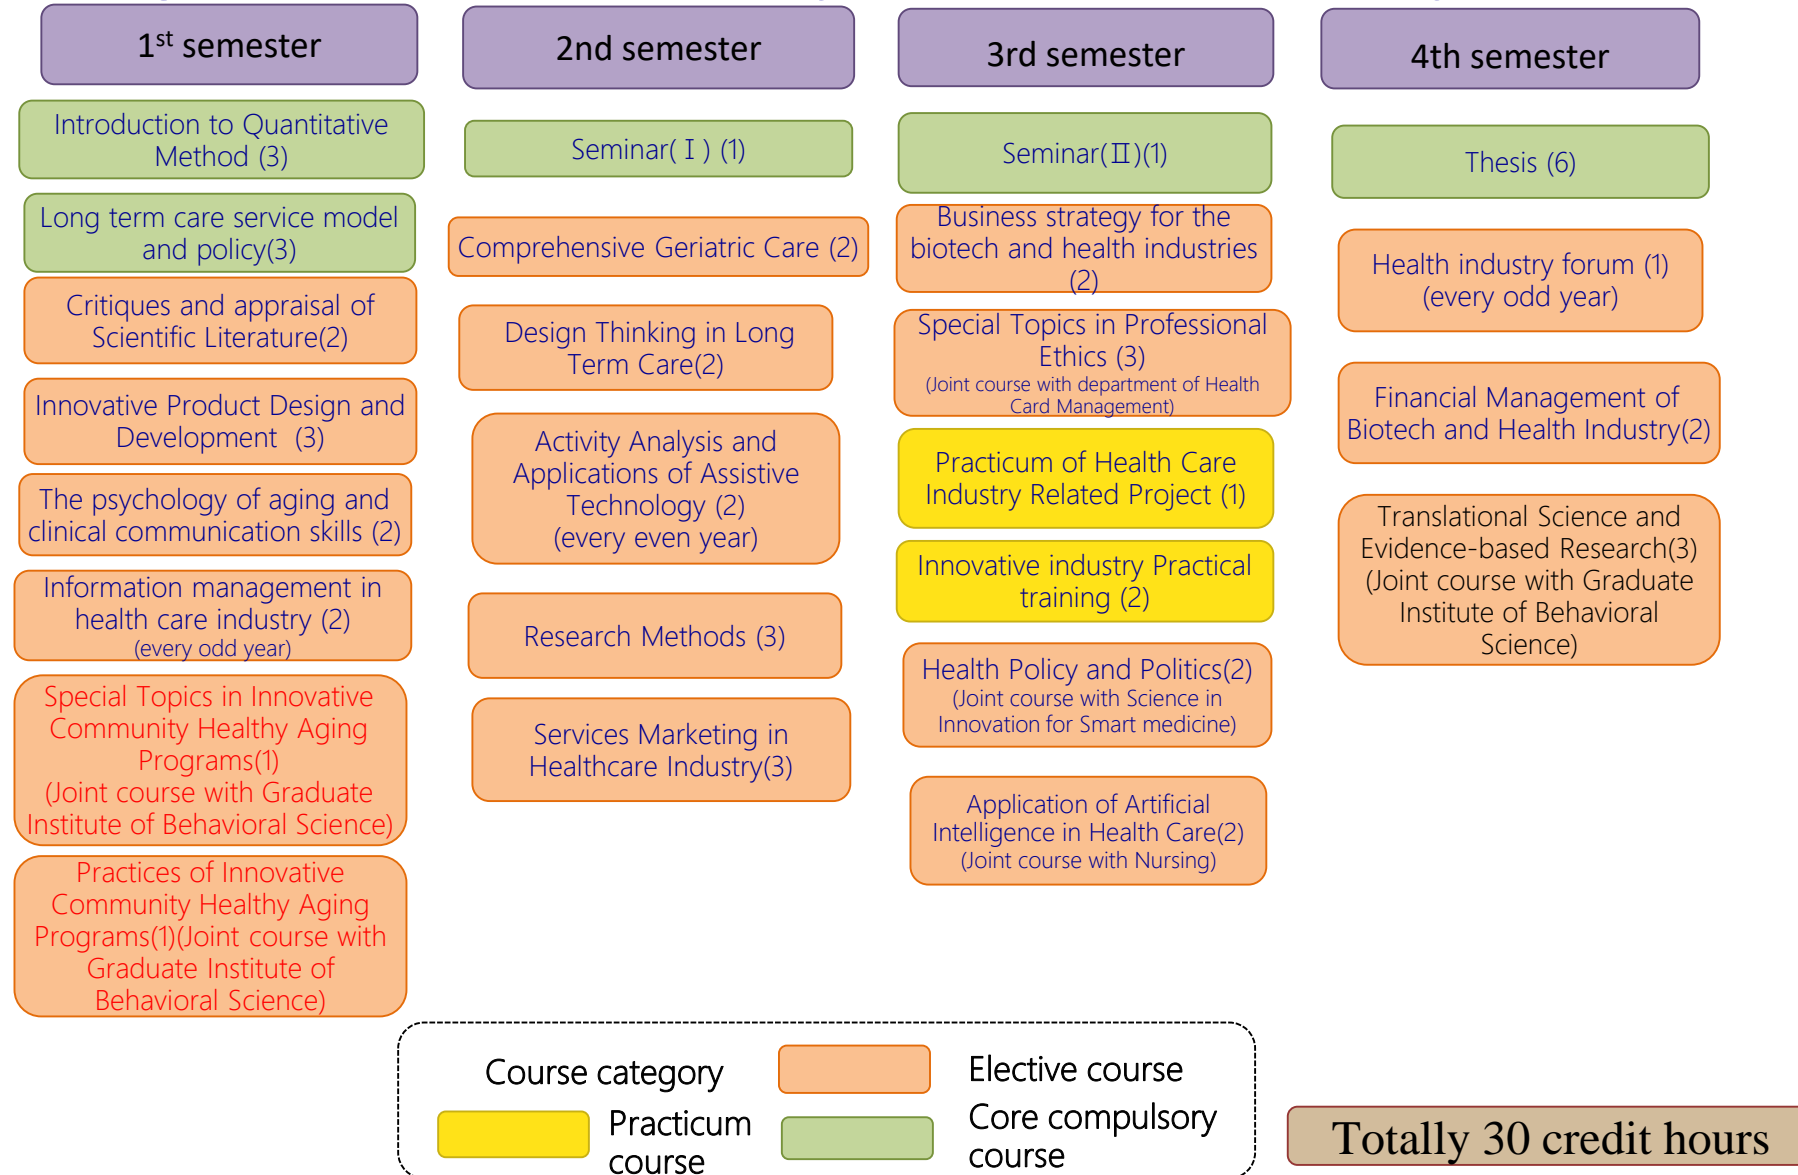 1st semester
Introduction to Quantitative
Method (3)
Long term care service model
and policy(3)
Critiques and appraisal of
Scientific Literature(2)
Innovative Product Design and
Development (3)
The psychology of aging and
clinical communication skills (2)
Information management in
health care industry (2)
(every odd year)
Special Topics in Innovative
Community Healthy Aging
Programs(1)
(Joint course with Graduate
Institute of Behavioral Science)
Practices of Innovative
Community Healthy Aging
Programs(1)(Joint course with
Graduate Institute of
Behavioral Science)
2nd semester
Seminar(Ⅰ) (1)
Comprehensive Geriatric Care (2)
Design Thinking in Long
Term Care(2)
Activity Analysis and
Applications of Assistive
Technology (2)
(every even year)
Research Methods (3)
Services Marketing in
Healthcare Industry(3)
3rd semester
Seminar(Ⅱ)(1)
Business strategy for the
biotech and health industries
(2)
Special Topics in Professional
Ethics (3)
(Joint course with department of Health
Card Management)
Practicum of Health Care
Industry Related Project (1)
Innovative industry Practical
training (2)
Health Policy and Politics(2)
(Joint course with Science in
Innovation for Smart medicine)
Application of Artificial
Intelligence in Health Care(2)
(Joint course with Nursing)
4th semester
Thesis (6)
Health industry forum (1)
(every odd year)
Financial Management of
Biotech and Health Industry(2)
Translational Science and
Evidence-based Research(3)
(Joint course with Graduate
Institute of Behavioral
Science)
Course category
Elective course
Practicum
course
Core compulsory
course
Totally 30 credit hours